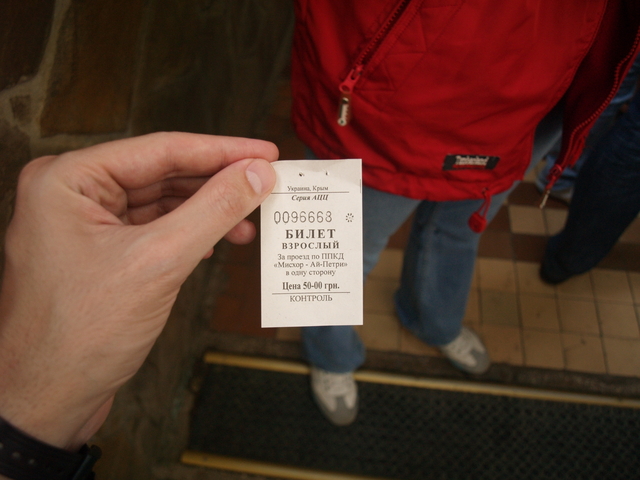 Украина, Крым
Серия АЦЦ
0096668
БИЛЕТ
ВЗРОСЛЫЙ
За проезд по ППКД
«Мисхор - Ай-Петри»
в одну сторону
Цена 50-00 грн.
КОНТРОЛЬ
Timberland